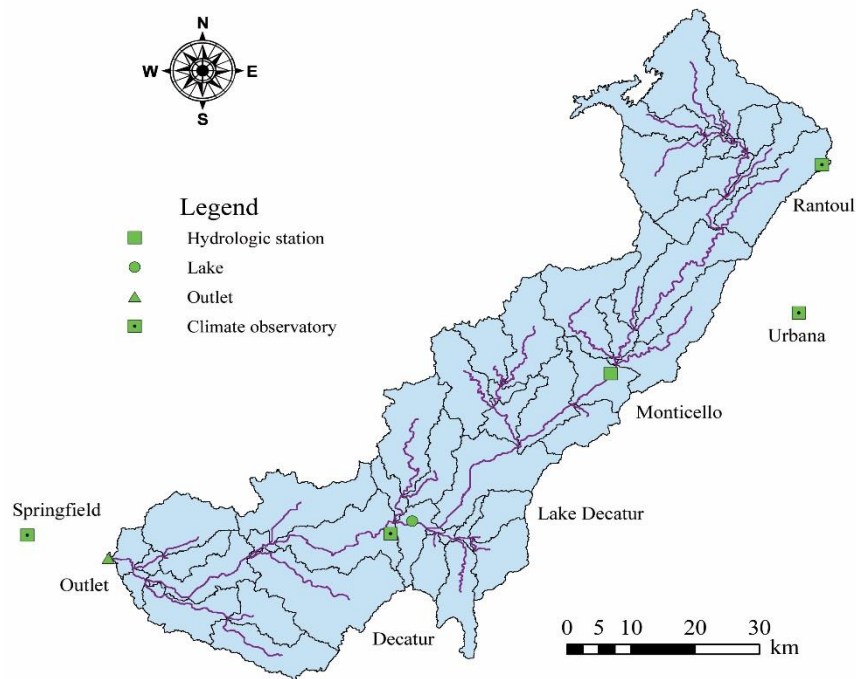 N
W
E
S
Legend
Hydrologic station
Lake
Outlet
Climate observatory
Rantoul
Urbana
Monticello
Lake Decatur
Springfield
Outlet
Decatur
0 5 10 20 30
km